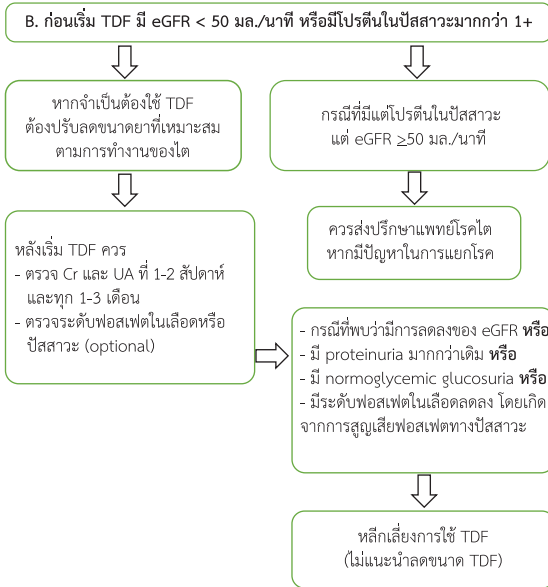 B. ก่อนเริ่ม TDF มี eGFR < 50 มล./นาที หรือมีโปรตีนในปัสสาวะมากกว่า 1+
หากจำเป็นต้องใช้ TDF
ต้องปรับลดขนาดยาที่เหมาะสม
ตามการทำงานของไต
กรณีที่มีแต่โปรตีนในปัสสาวะ
แต่ eGFR ≥50 มล./นาที
ควรส่งปรึกษาแพทย์โรคไต
หากมีปัญหาในการแยกโรค
หลังเริ่ม TDF ควร
- ตรวจ Cr และ UA ที่ 1-2 สัปดาห์
และทุก 1-3 เดือน
- ตรวจระดับฟอสเฟตในเลือดหรือ
ปัสสาวะ (optional)
- กรณีที่พบว่ามีการลดลงของ eGFR หรือ
- มี proteinuria มากกว่าเดิม หรือ
- มี normoglycemic glucosuria หรือ
- มีระดับฟอสเฟตในเลือดลดลง โดยเกิด
จากการสูญเสียฟอสเฟตทางปัสสาวะ
หลีกเลี่ยงการใช้ TDF
(ไม่แนะนำลดขนาด TDF)